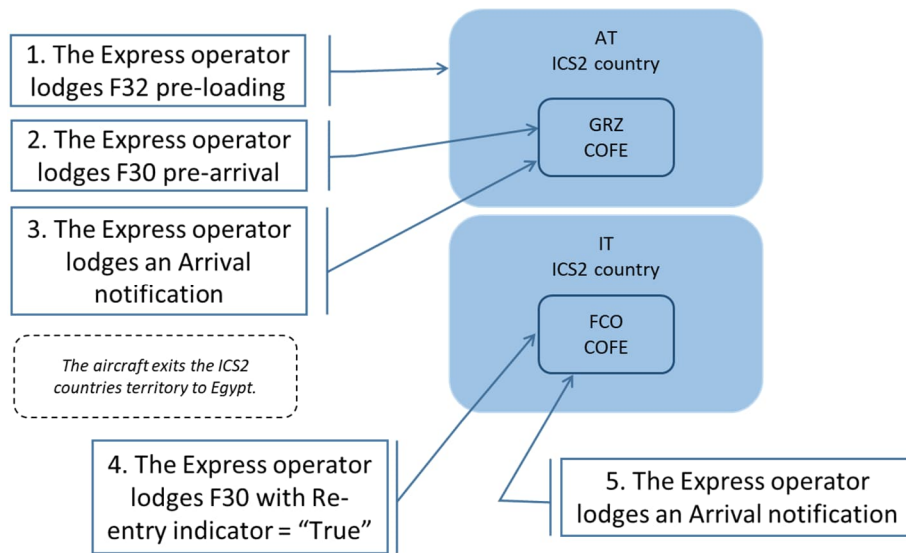 1. The Express operator
lodges F32 pre-loading
AT
ICS2 country
2. The Express operator
lodges F30 pre-arrival
GRZ
COFE
3. The Express operator
lodges an Arrival
notification
IT
ICS2 country
FCO
COFE
The aircraft exits the ICS2
countries territory to Egypt.
4. The Express operator
lodges F30 with Re-
entry indicator = “True”
5. The Express operator
lodges an Arrival notification